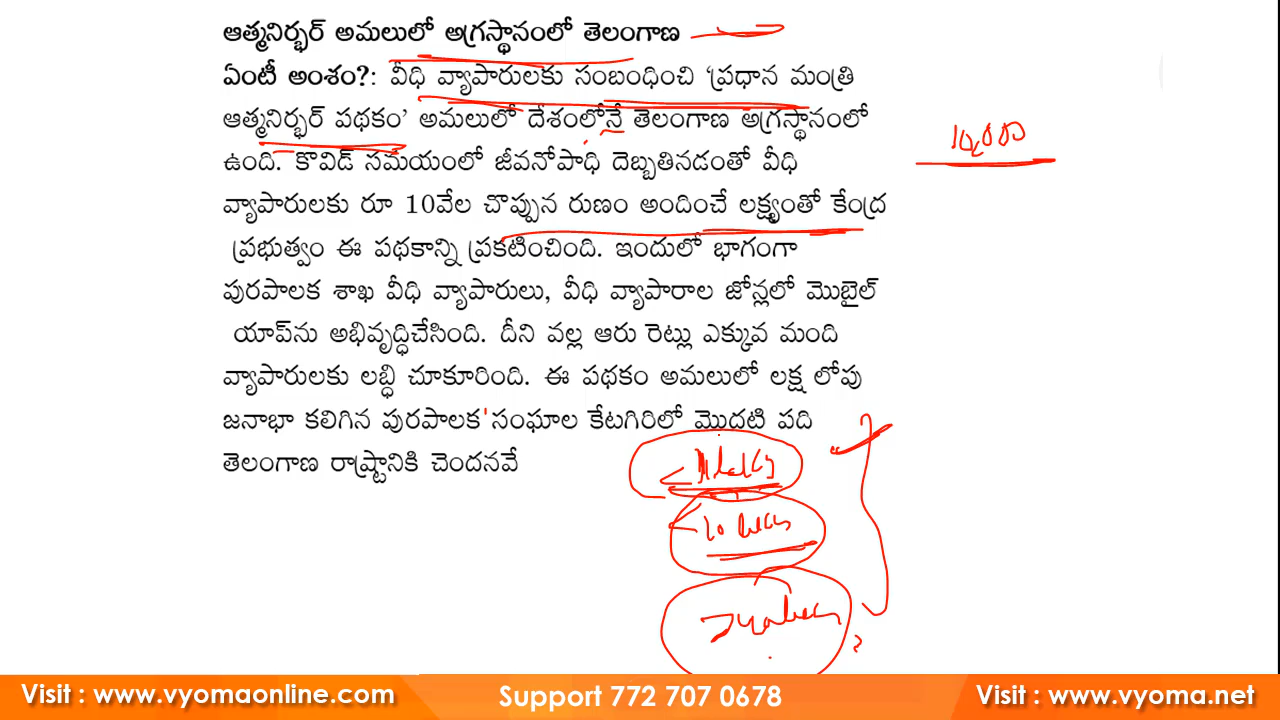 ఆత్మనిర్భర్ అమలులో అగ్రస్థానంలో తెలంగాణ
ఏంటీ అంశం?: వీధి వ్యాపారులకు సంబంధించి ‘ప్రధాన మంత్రి
ఆత్మనిర్భర్ పథకం’ అమలులో దేశంలోనే తెలంగాణ అగ్రస్థానంలో
10,000
ఉంది. కొవిడ్ సమయంలో జీవనోపాధి దెబ్బతినడంతో వీధి
వ్యాపారులకు రూ 10వేల చొప్పున రుణం అందించే లక్ష్యంతో కేంద్ర
ప్రభుత్వం ఈ పథకాన్ని ప్రకటించింది. ఇందులో భాగంగా
పురపాలక శాఖ వీధి వ్యాపారులు, వీధి వ్యాపారాల జోన్లలో మొబైల్
యాప్‌ను అభివృద్ధిచేసింది. దీని వల్ల ఆరు రెట్లు ఎక్కువ మంది
వ్యాపారులకు లబ్ధి చూకూరింది. ఈ పథకం అమలులో లక్ష లోపు
జనాభా కలిగిన పురపాలక సంఘాల కేటగిరిలో మొదటి పది
తెలంగాణ రాష్ట్రానికి చెందనవే
Visit : www.vyomaonline.com Support 772 707 0678 Visit : www.vyoma.net